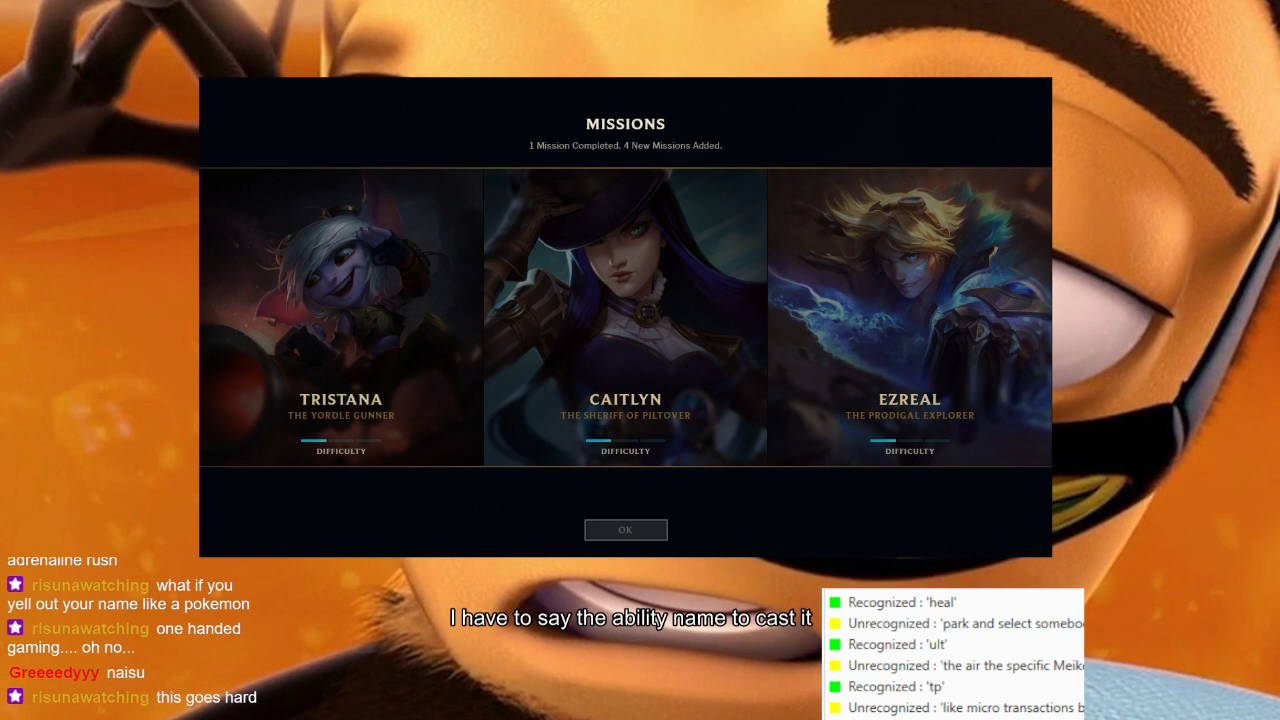 MISSIONS
1 Mission Completed. 4 New Missions Added.
TRISTANA
THE YORDLE GUNNER
DIFFICULTY
CAITLYN
THE SHERIFF OF PILTOVER
DIFFICULTY
EZREAL
THE PRODIGAL EXPLORER
DIFFICULTY
OK
adrenaline rush
risunawatching what if you
yell out your name like a pokemon
risunawatching one handed
gaming.... oh no...
Greeeedyyy naisu
risunawatching this goes hard
I have to say the ability name to cast it
Recognized : 'heal'
Unrecognized : 'park and select somebo
Recognized : 'ult'
Unrecognized : 'the air the specific Meik
Recognized : 'tp'
Unrecognized : 'like micro transactions b